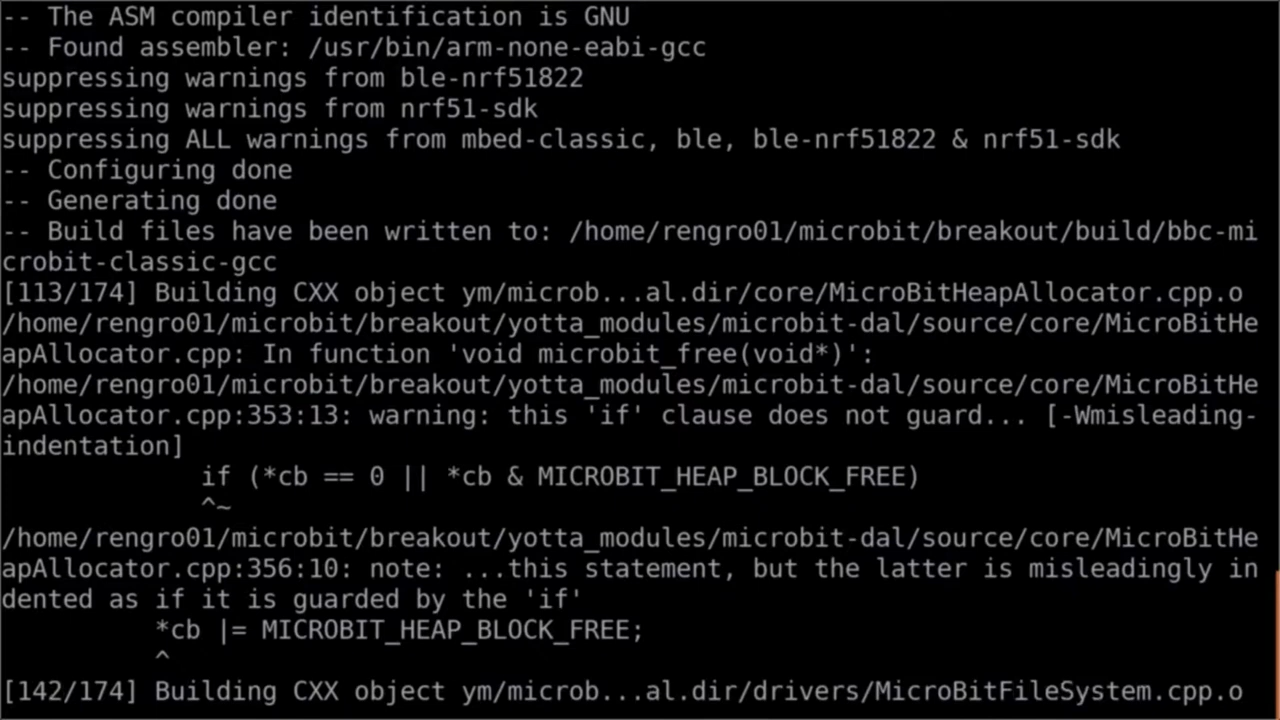 -- The ASM compiler identification is GNU
-- Found assembler: /usr/bin/arm-none-eabi-gcc
suppressing warnings from ble-nrf51822
suppressing warnings from nrf51-sdk
suppressing ALL warnings from mbed-classic, ble, ble-nrf51822 & nrf51-sdk
-- Configuring done
-- Generating done
-- Build files have been written to: /home/rengro01/microbit/breakout/build/bbc-mi
crobit-classic-gcc
[113/174] Building CXX object ym/microb...al.dir/core/MicroBitHeapAllocator.cpp.o
/home/rengro01/microbit/breakout/yotta_modules/microbit-dal/source/core/MicroBitHe
apAllocator.cpp: In function 'void microbit_free(void*)':
/home/rengro01/microbit/breakout/yotta_modules/microbit-dal/source/core/MicroBitHe
apAllocator.cpp:353:13: warning: this 'if' clause does not guard... [-Wmisleading-
indentation]
             if (*cb == 0 || *cb & MICROBIT_HEAP_BLOCK_FREE)
             ^~
/home/rengro01/microbit/breakout/yotta_modules/microbit-dal/source/core/MicroBitHe
apAllocator.cpp:356:10: note: ...this statement, but the latter is misleadingly in
dented as if it is guarded by the 'if'
          *cb |= MICROBIT_HEAP_BLOCK_FREE;
          ^
[142/174] Building CXX object ym/microb...al.dir/drivers/MicroBitFileSystem.cpp.o